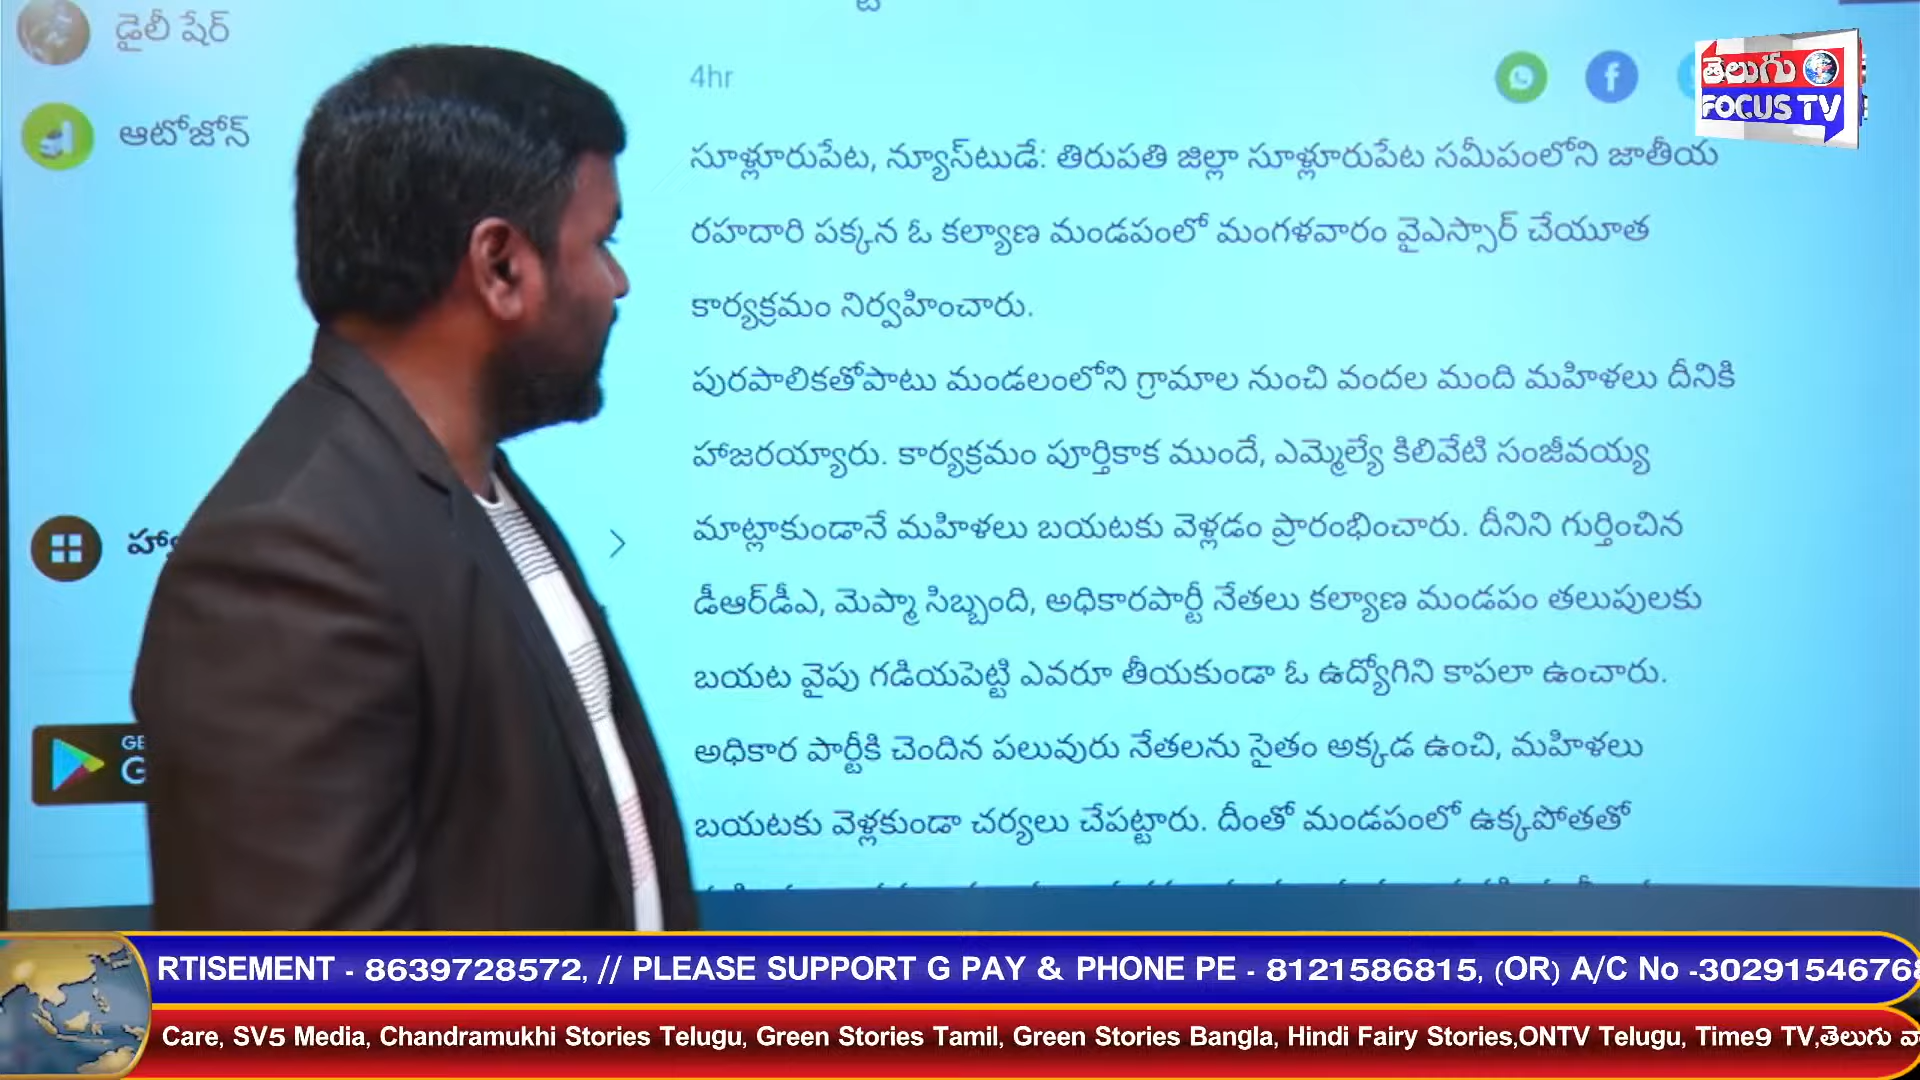 డైలీ షేర్
ఆటోజోన్
4hr
తెలుగు
FOCUS TV
సూళ్లూరుపేట, న్యూస్‌టుడే: తిరుపతి జిల్లా సూళ్లూరుపేట సమీపంలోని జాతీయ
రహదారి పక్కన ఓ కల్యాణ మండపంలో మంగళవారం వైఎస్సార్ చేయూత
కార్యక్రమం నిర్వహించారు.
పురపాలికతోపాటు మండలంలోని గ్రామాల నుంచి వందల మంది మహిళలు దీనికి
హాజరయ్యారు. కార్యక్రమం పూర్తికాక ముందే, ఎమ్మెల్యే కిలివేటి సంజీవయ్య
మాట్లాకుండానే మహిళలు బయటకు వెళ్లడం ప్రారంభించారు. దీనిని గుర్తించిన
డీఆర్‌డీఏ, మెప్మా సిబ్బంది, అధికారపార్టీ నేతలు కల్యాణ మండపం తలుపులకు
బయట వైపు గడియపెట్టి ఎవరూ తీయకుండా ఓ ఉద్యోగిని కాపలా ఉంచారు.
అధికార పార్టీకి చెందిన పలువురు నేతలను సైతం అక్కడ ఉంచి, మహిళలు
బయటకు వెళ్లకుండా చర్యలు చేపట్టారు. దీంతో మండపంలో ఉక్కపోతతో
RTISEMENT - 8639728572, // PLEASE SUPPORT G PAY & PHONE PE - 8121586815, (OR) A/C No -3029154676
Care, SV5 Media, Chandramukhi Stories Telugu, Green Stories Tamil, Green Stories Bangla, Hindi Fairy Stories,ONTV Telugu, Time9 TV,తెలుగు